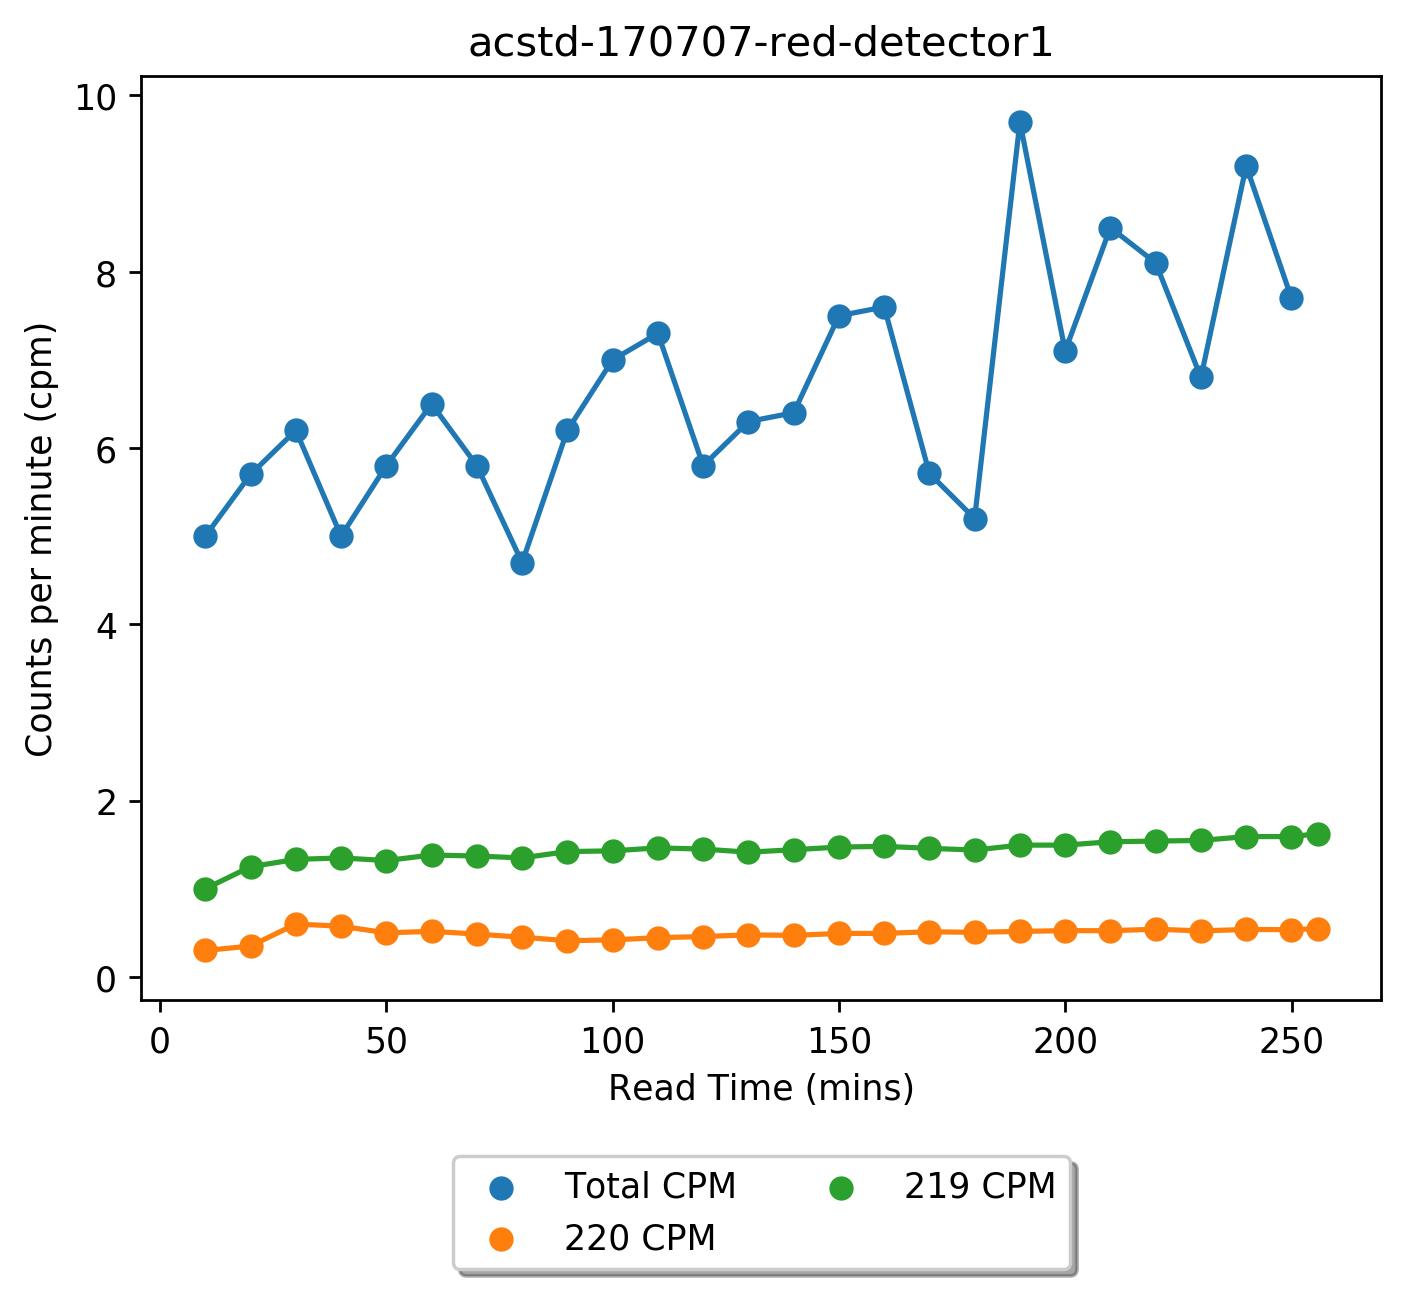 acstd-170707-red-detector1
Counts per minute (cpm)
10
8
6
4
2
0
0 50 100 150 200 250
Read Time (mins)
Total CPM 219 CPM
220 CPM